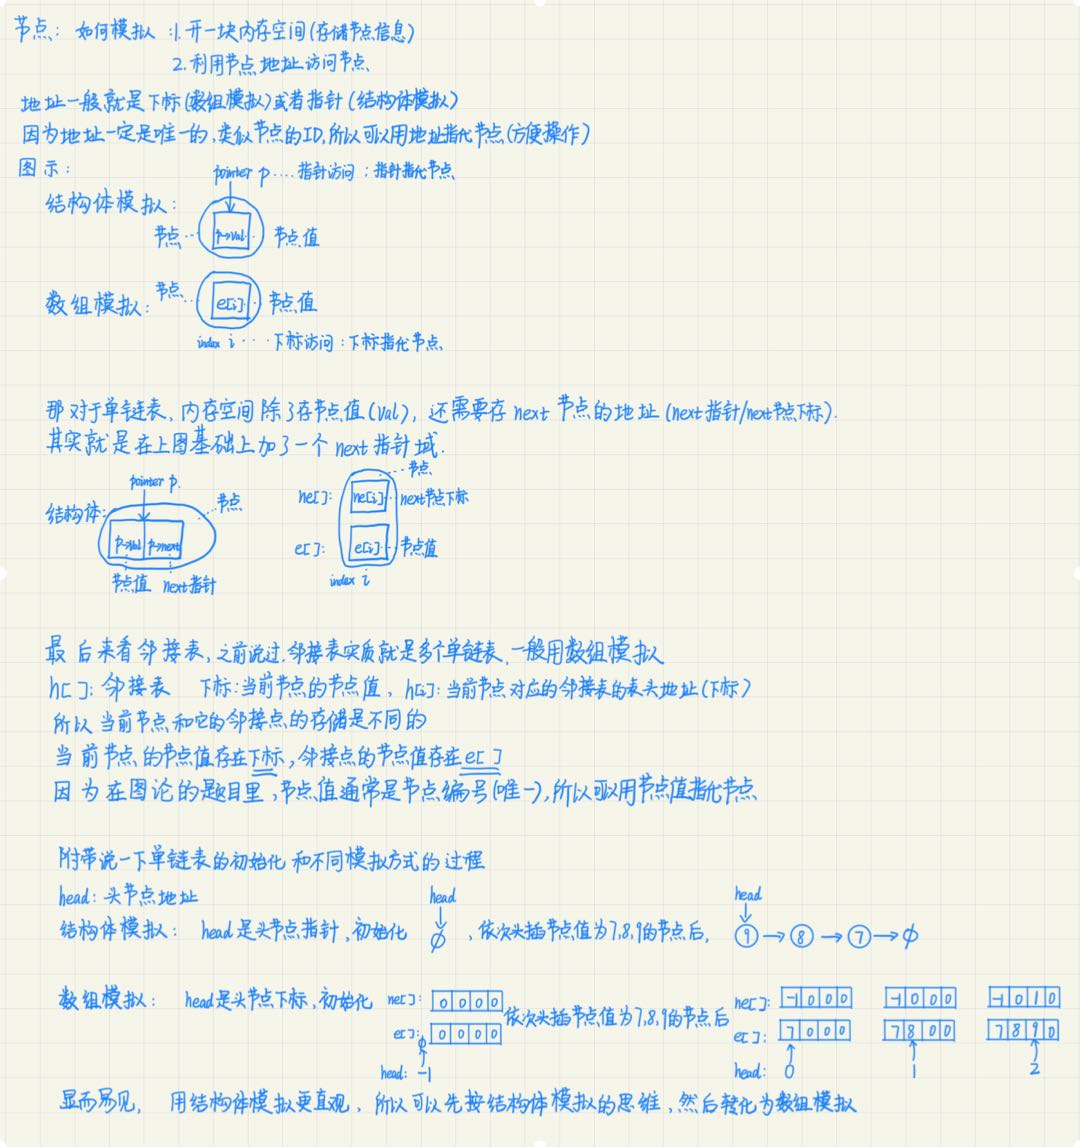 节点: 如何模拟: 1. 开一块内存空间(存储节点信息)
2. 利用节点地址访问节点
地址一般就是下标(数组模拟)或者指针(结构体模拟)
因为地址一定是唯一的,类似节点的ID,所以可以用地址指代节点(方便操作)
图示:
pointer p .... 指针访问: 指针指代节点
结构体模拟:
节点 p→val 节点值
数组模拟: 节点 e[i] 节点值
index i .... 下标访问: 下标指代节点
那对于单链表, 内存空间除了存节点值(val), 还需要存 next 节点的地址(next指针/next节点下标).
其实就是在上图基础上加了一个next指针域.
pointer p.
结构体: 节点
p→val p→next
节点值 next指针
节点
ne[]: ne[i] next节点下标
e[]: e[i] 节点值
index i
最后来看邻接表, 之前说过, 邻接表实质就是多个单链表, 一般用数组模拟
h[]: 邻接表 下标: 当前节点的节点值, h[i]: 当前节点对应的邻接表的表头地址(下标)
所以当前节点和它的邻接点的存储是不同的
当前节点的节点值存在下标, 邻接点的节点值存在e[]
因为在图论的题目里, 节点值通常是节点编号(唯一), 所以可以用节点值指代节点
附带说一下单链表的初始化和不同模拟方式的过程
head: 头节点地址
结构体模拟: head是头节点指针, 初始化 head ↓ ∅ , 依次头插节点值为7,8,9的节点后, head ↓ 9 → 8 → 7 → ∅
数组模拟: head是头节点下标, 初始化 ne[]: 0 0 0 0 e[]: 0 0 0 0 head: -1
依次头插节点值为7,8,9的节点后
ne[]: -1 0 0 0 -1 0 0 0 -1 0 1 0
e[]: 7 0 0 0 7 8 0 0 7 8 9 0
head: 0 1 2
显而易见, 用结构体模拟更直观, 所以可以先按结构体模拟的思维, 然后转化为数组模拟